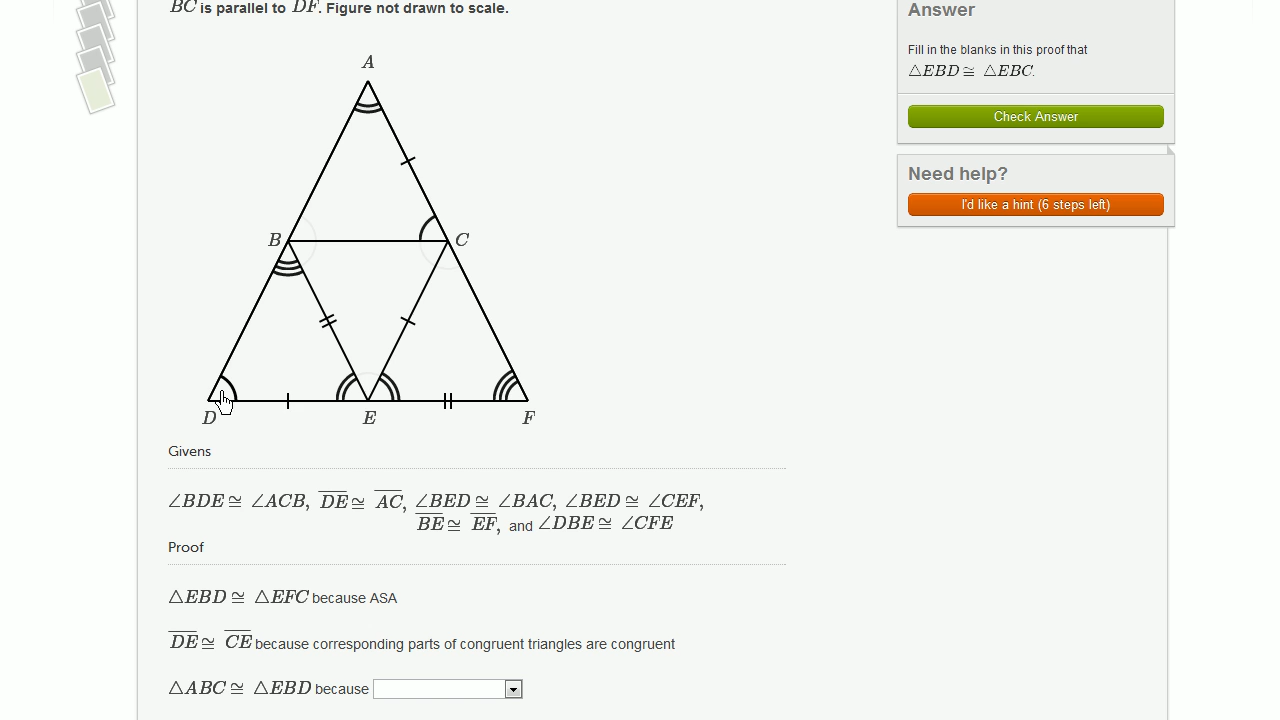 BC is parallel to DF. Figure not drawn to scale.
Answer
Fill in the blanks in this proof that
△EBD ≅ △EBC.
Check Answer
Need help?
I'd like a hint (6 steps left)
A
B
C
D
E
F
Givens
∠BDE ≅ ∠ACB, DE ≅ AC, ∠BED ≅ ∠BAC, ∠BED ≅ ∠CEF,
BE ≅ EF, and ∠DBE ≅ ∠CFE
Proof
△EBD ≅ △EFC because ASA
DE ≅ CE because corresponding parts of congruent triangles are congruent
△ABC ≅ △EBD because